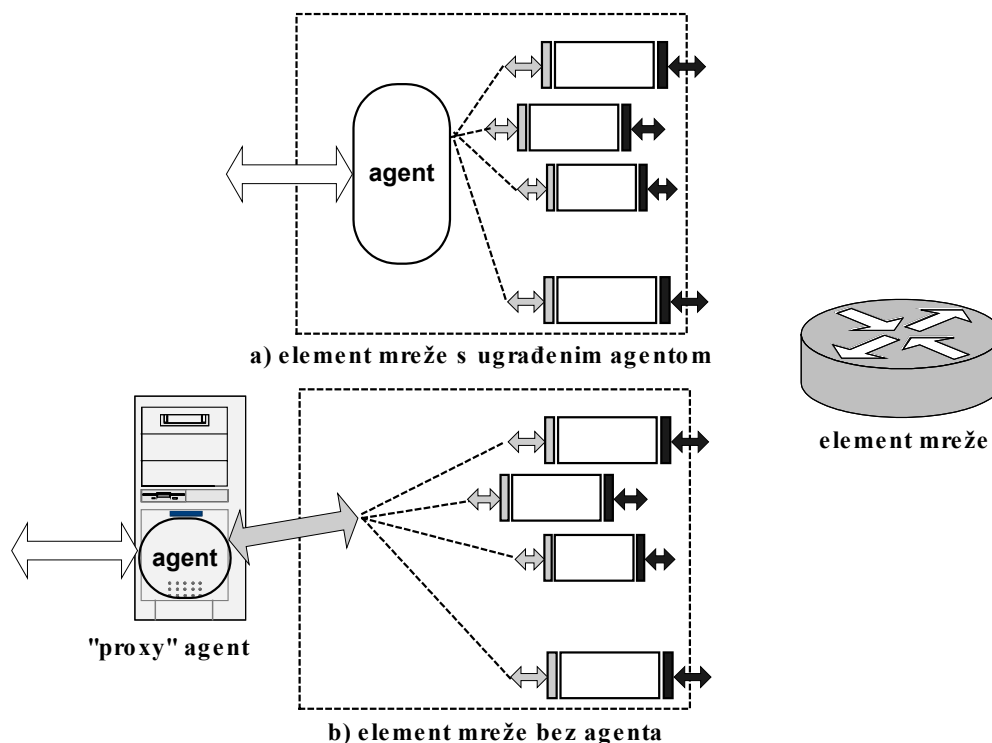 agent
a) element mreže s ugrađenim agentom
element mreže
agent
"proxy" agent
b) element mreže bez agenta